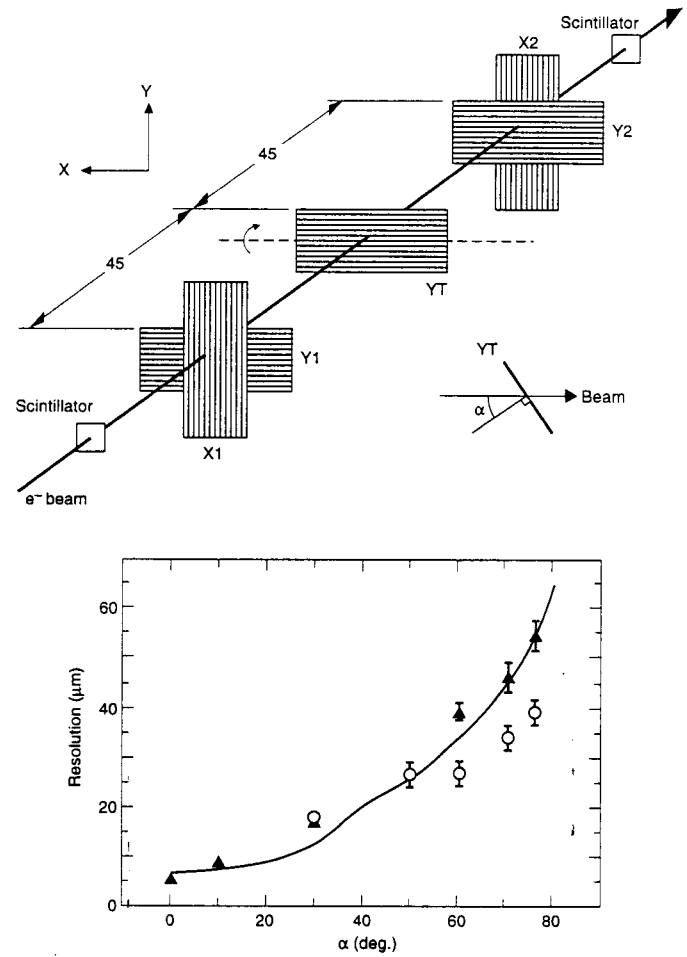 Scintillator
X2
Y
Y2
X
45
45
YT
Y1
YT
Beam
α
Scintillator
X1
e− beam
60
40
20
0
Resolution (μm)
0 20 40 60 80
α (deg.)